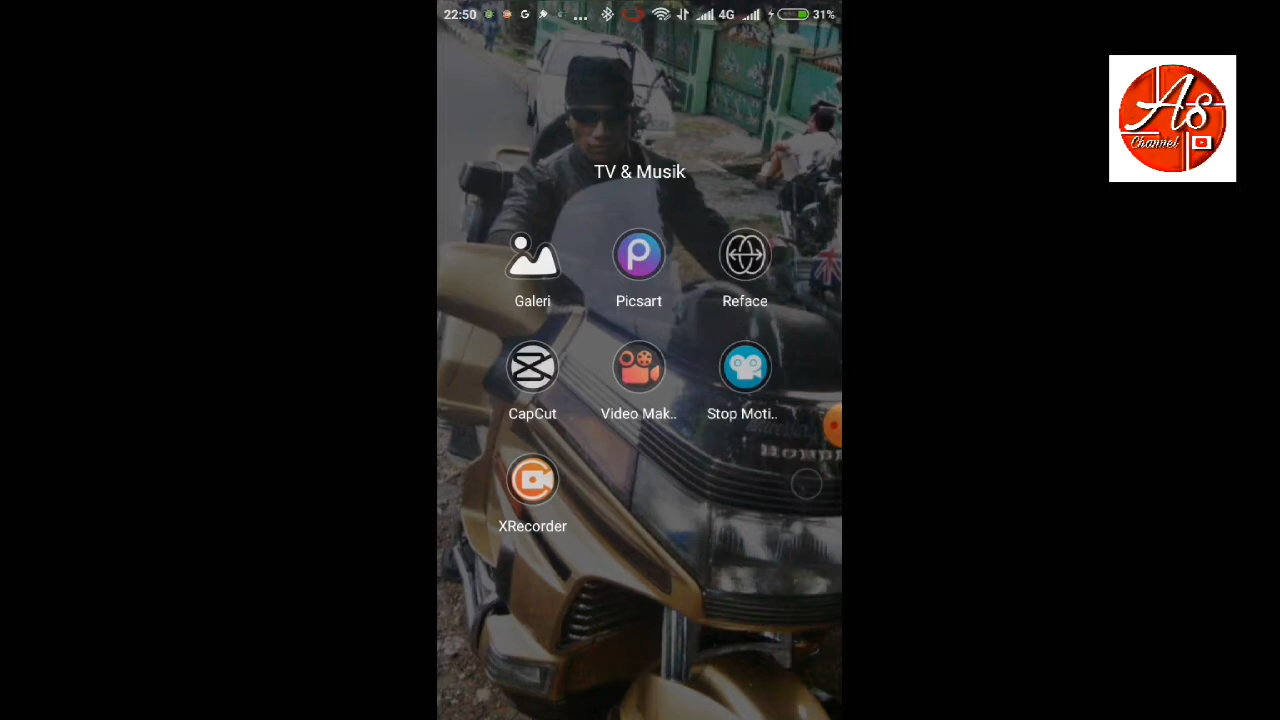 22:50
4G
31%
As
Channel
TV & Musik
Galeri
Picsart
Reface
CapCut
Video Mak..
Stop Moti..
XRecorder